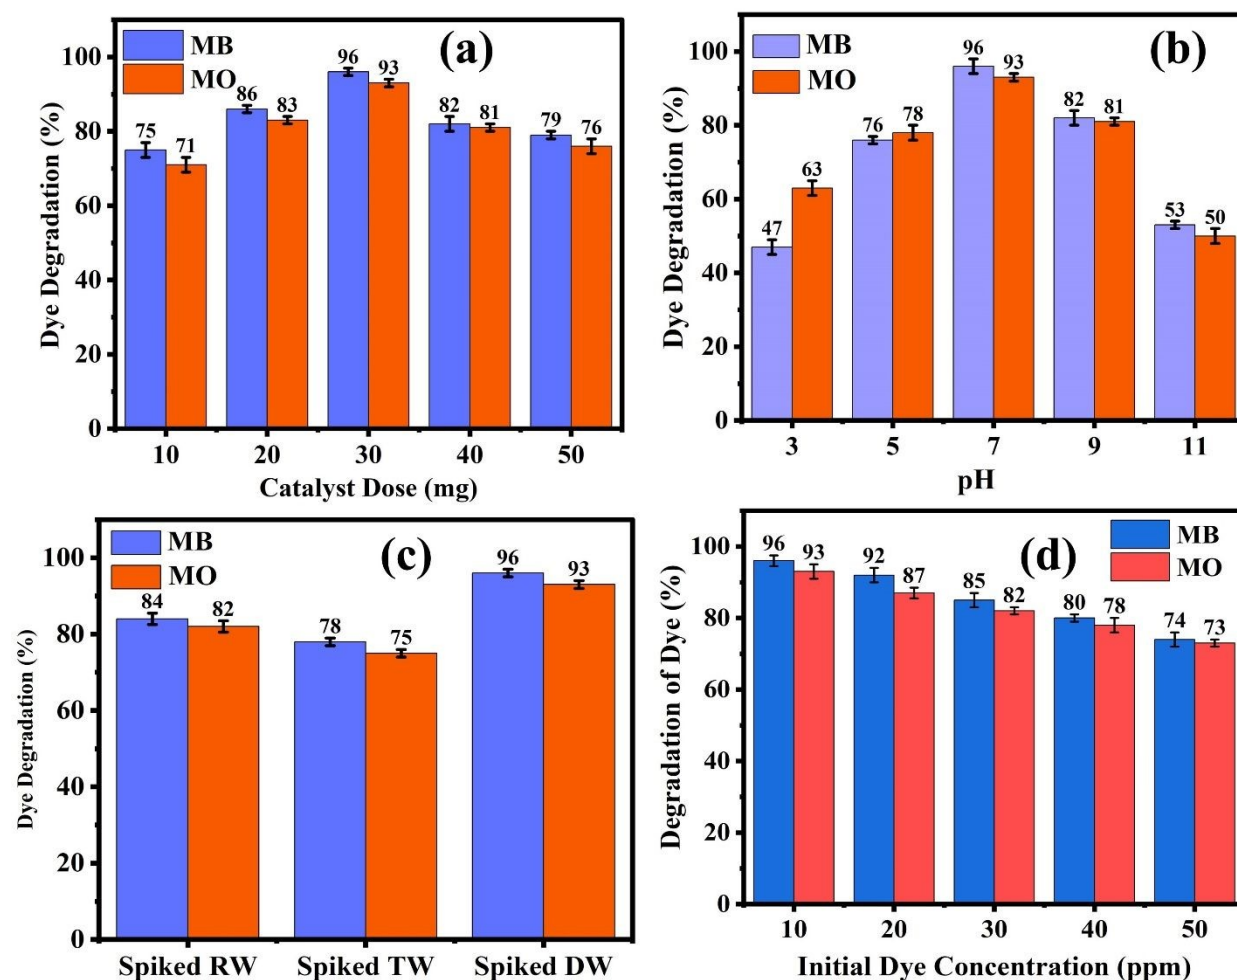 (a)
MB
MO
Dye Degradation (%)
100
80
60
40
20
0
75 71 86 83 96 93 82 81 79 76
10 20 30 40 50
Catalyst Dose (mg)
(b)
MB
MO
Dye Degradation (%)
100
80
60
40
20
0
47 63 76 78 96 93 82 81 53 50
3 5 7 9 11
pH
(c)
MB
MO
Dye Degradation (%)
100
80
60
40
20
0
84 82 78 75 96 93
Spiked RW Spiked TW Spiked DW
(d)
MB
MO
Degradation of Dye (%)
100
80
60
40
20
0
96 93 92 87 85 82 80 78 74 73
10 20 30 40 50
Initial Dye Concentration (ppm)